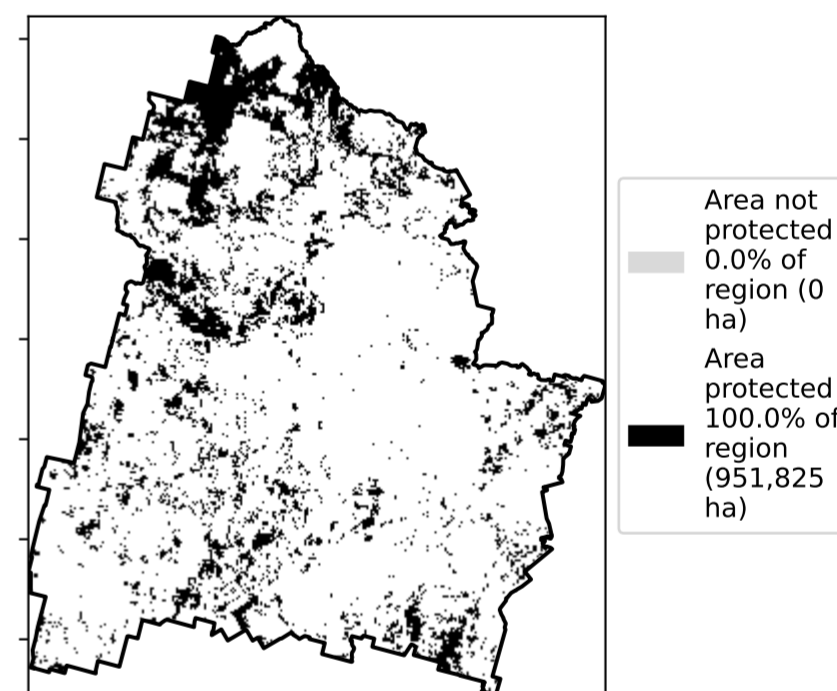 Area not
protected
0.0% of
region (0
ha)
Area
protected
100.0% of
region
(951,825
ha)